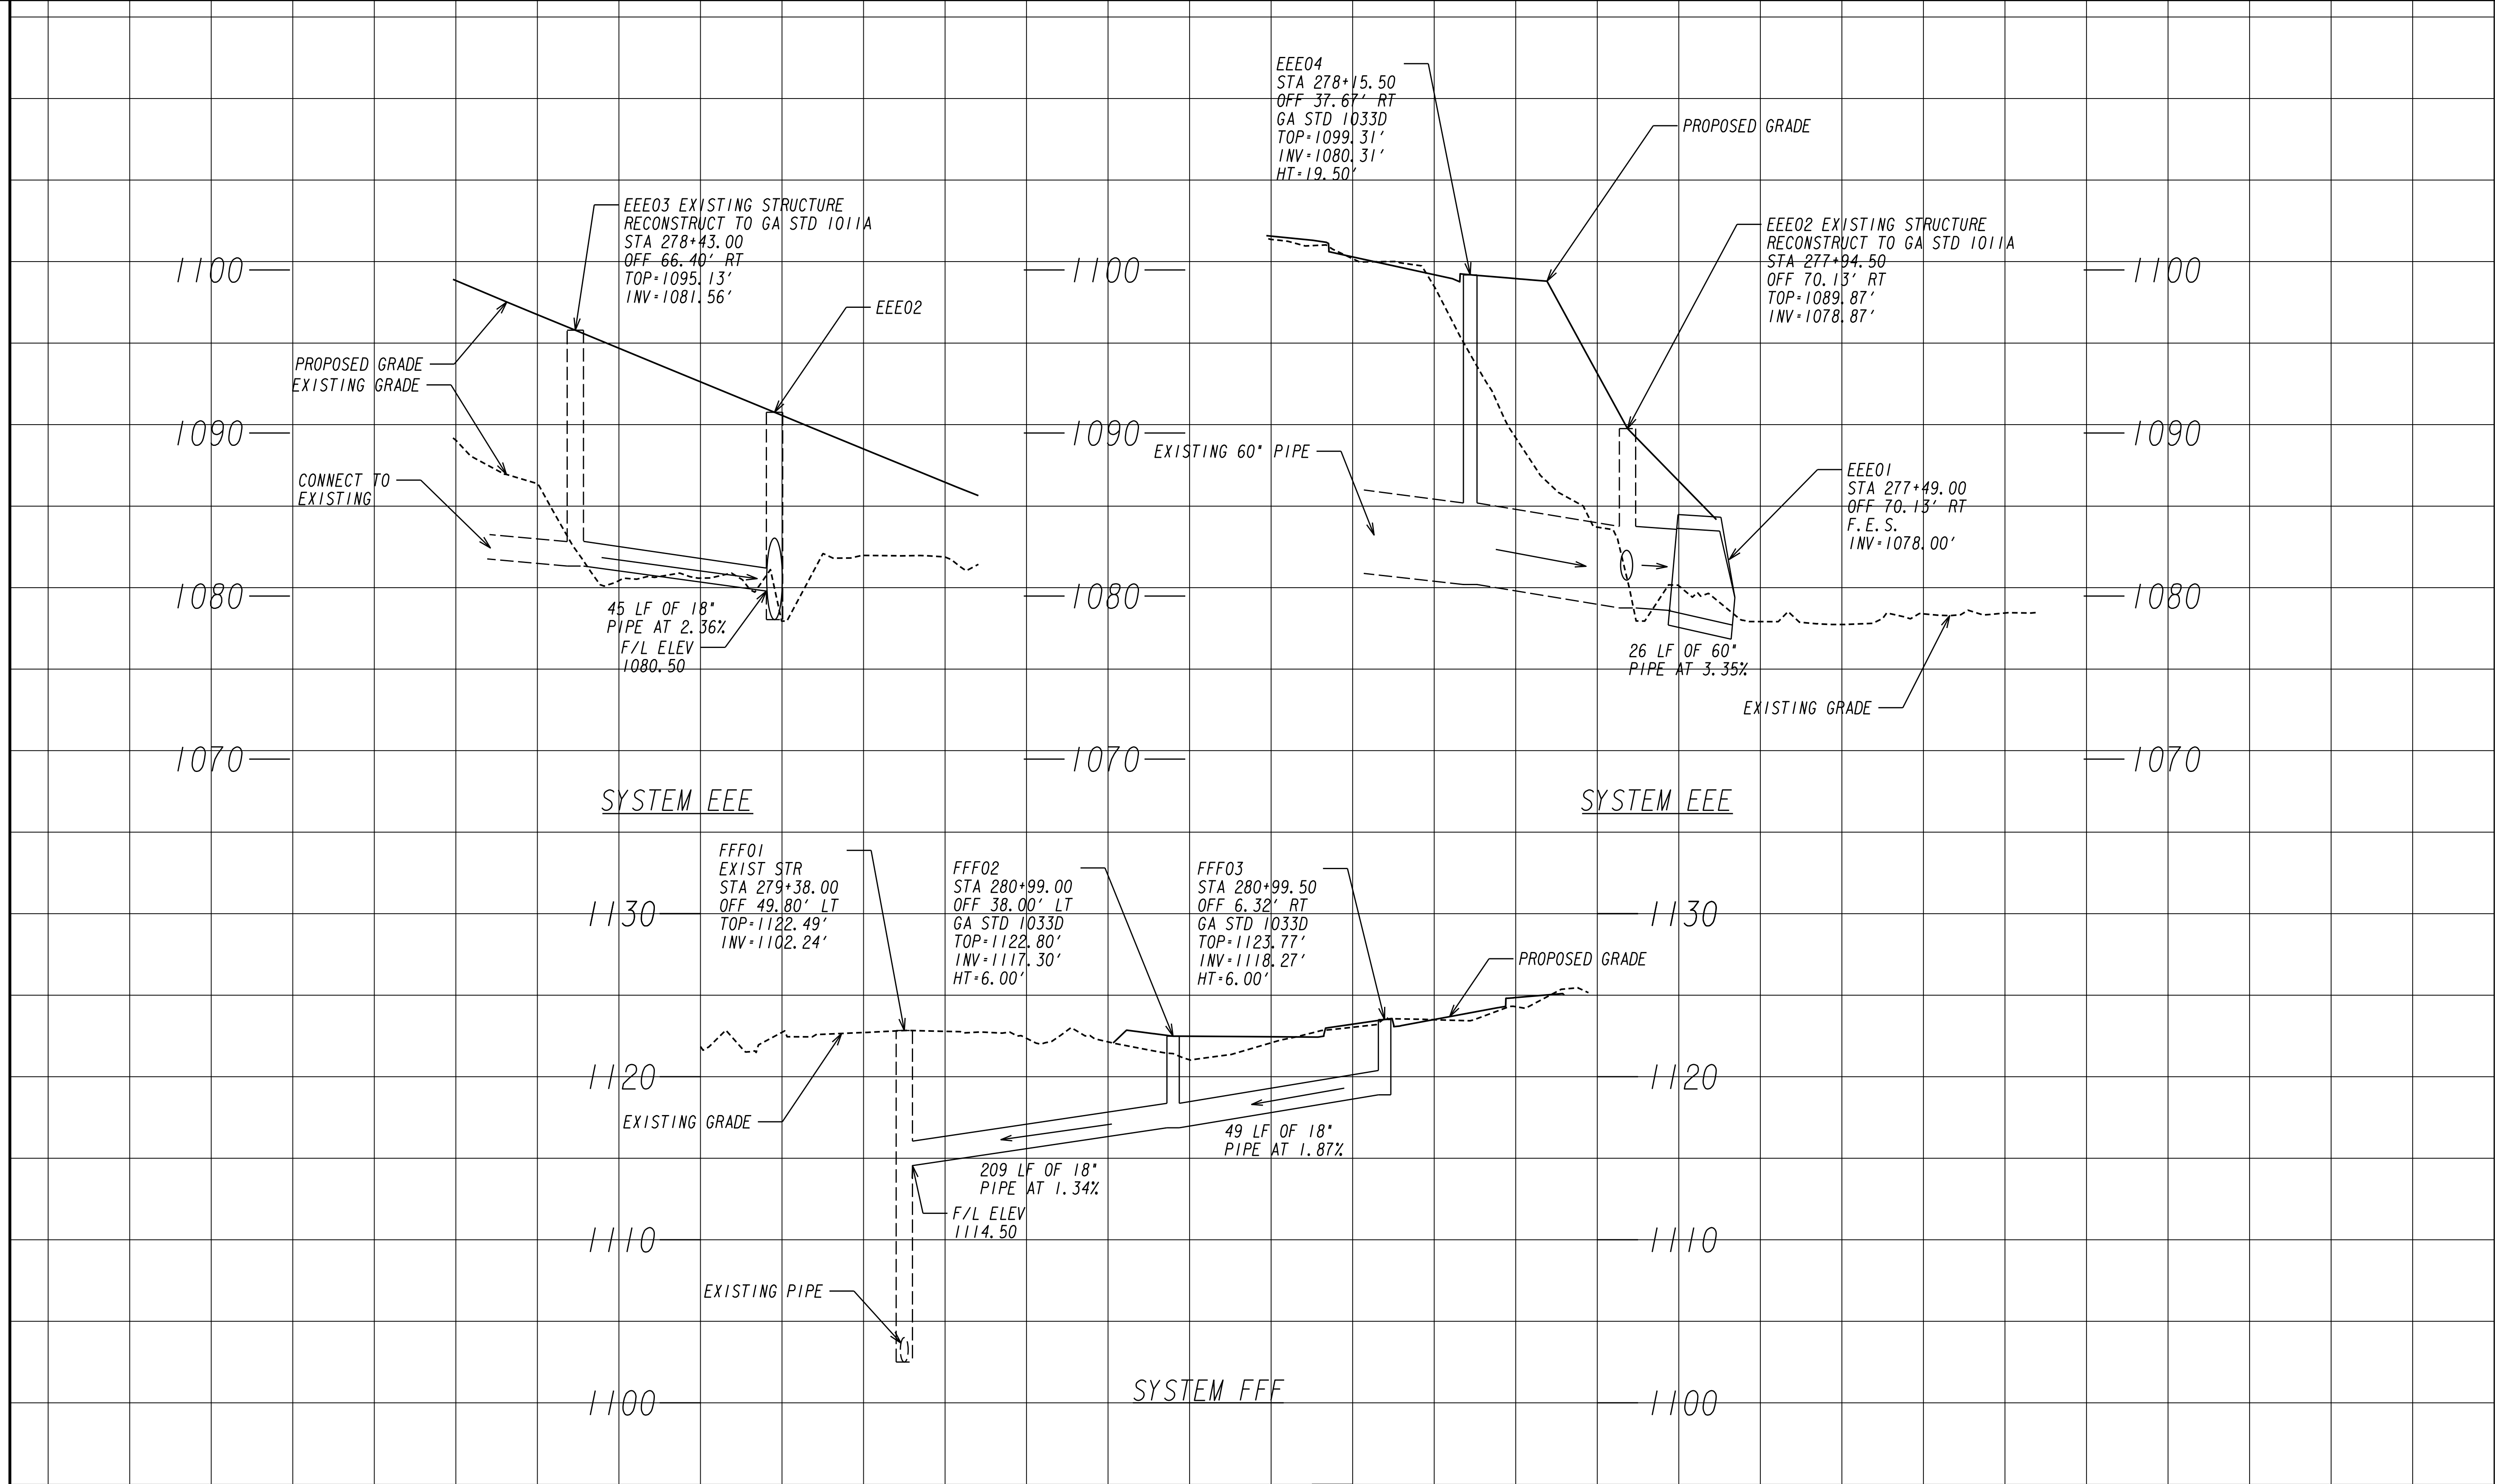 EEE04
STA 278+15.50
OFF 37.67' RT
GA STD 1033D
TOP=1099.31'
INV=1080.31'
HT=19.50'
PROPOSED GRADE
EEE03 EXISTING STRUCTURE
RECONSTRUCT TO GA STD 1011A
STA 278+43.00
OFF 66.40' RT
TOP=1095.13'
INV=1081.56'
EEE02 EXISTING STRUCTURE
RECONSTRUCT TO GA STD 1011A
STA 277+94.50
OFF 70.13' RT
TOP=1089.87'
INV=1078.87'
1100
1100
1100
EEE02
PROPOSED GRADE
EXISTING GRADE
1090
1090
1090
EXISTING 60" PIPE
CONNECT TO
EXISTING
EEE01
STA 277+49.00
OFF 70.13' RT
F.E.S.
INV=1078.00'
1080
1080
1080
45 LF OF 18"
PIPE AT 2.36%
F/L ELEV
1080.50
26 LF OF 60"
PIPE AT 3.35%
EXISTING GRADE
1070
1070
1070
SYSTEM EEE
SYSTEM EEE
FFF01
EXIST STR
STA 279+38.00
OFF 49.80' LT
TOP=1122.49'
INV=1102.24'
FFF02
STA 280+99.00
OFF 38.00' LT
GA STD 1033D
TOP=1122.80'
INV=1117.30'
HT=6.00'
FFF03
STA 280+99.50
OFF 6.32' RT
GA STD 1033D
TOP=1123.77'
INV=1118.27'
HT=6.00'
1130
1130
PROPOSED GRADE
1120
1120
EXISTING GRADE
49 LF OF 18"
PIPE AT 1.87%
209 LF OF 18"
PIPE AT 1.34%
F/L ELEV
1114.50
1110
1110
EXISTING PIPE
SYSTEM FFF
1100
1100